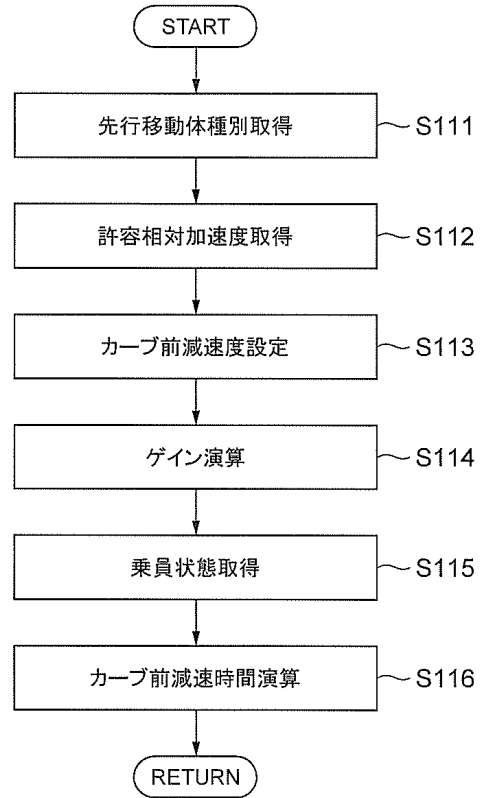 START
先行移動体種別取得
S111
許容相対加速度取得
S112
カーブ前減速度設定
S113
ゲイン演算
S114
乗員状態取得
S115
カーブ前減速時間演算
S116
RETURN